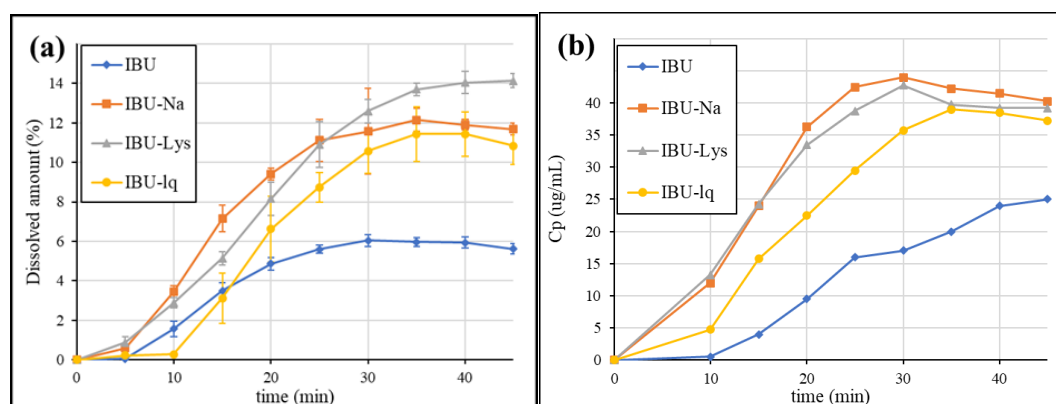 (a)
IBU
IBU-Na
IBU-Lys
IBU-lq
Dissolved amount (%)
14
12
10
8
6
4
2
0
0 10 20 30 40
time (min)
(b)
IBU
IBU-Na
IBU-Lys
IBU-lq
Cp (ug/mL)
50
45
40
35
30
25
20
15
10
5
0
0 10 20 30 40
time (min)